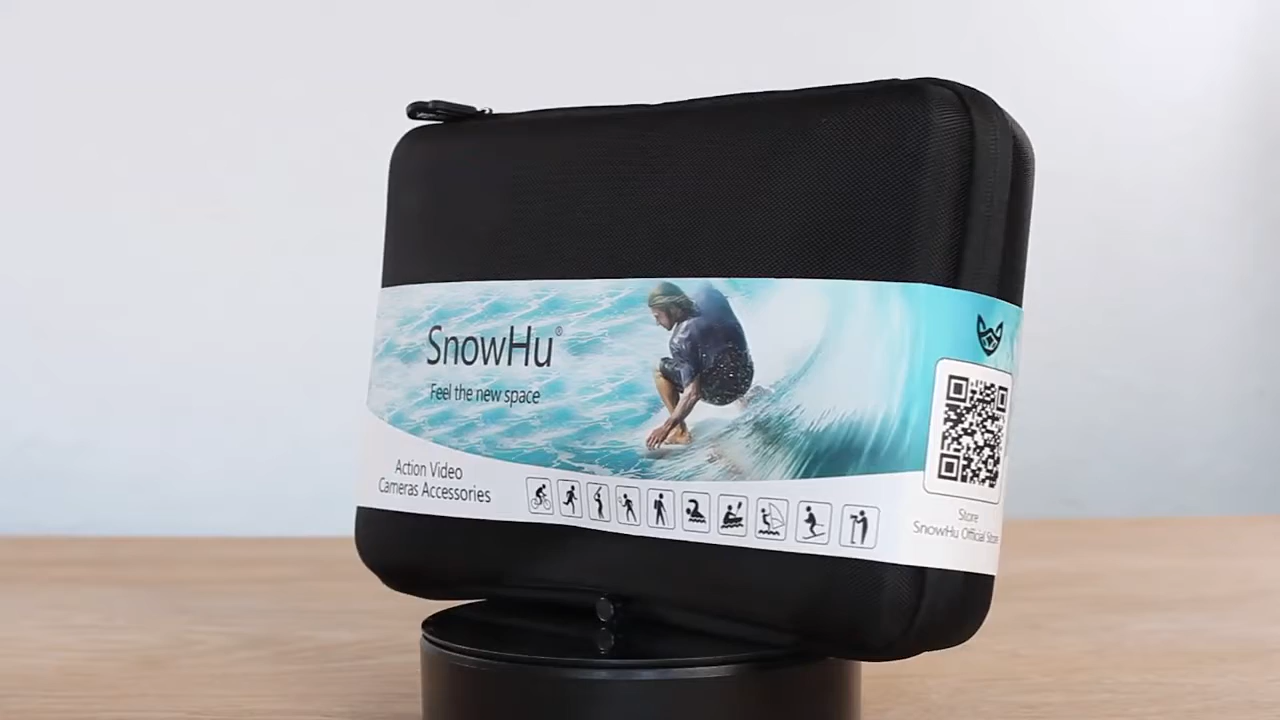 SnowHu®
Feel the new space
Action Video
Cameras Accessories
Store
SnowHu Official Store